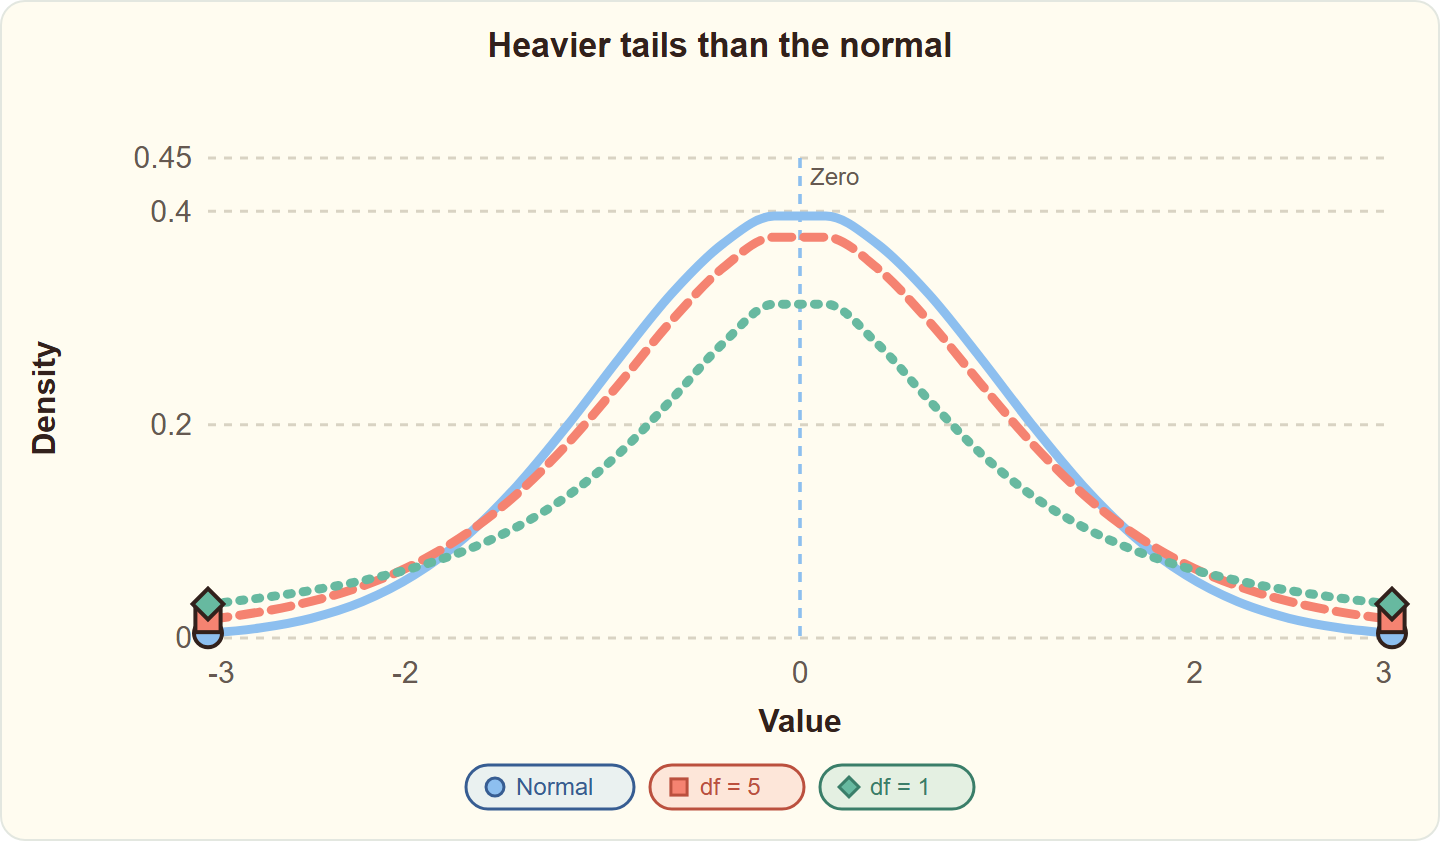 Heavier tails than the normal
0.45
Zero
0.4
Density
0.2
0
-3 -2 0 2 3
Value
Normal df = 5 df = 1